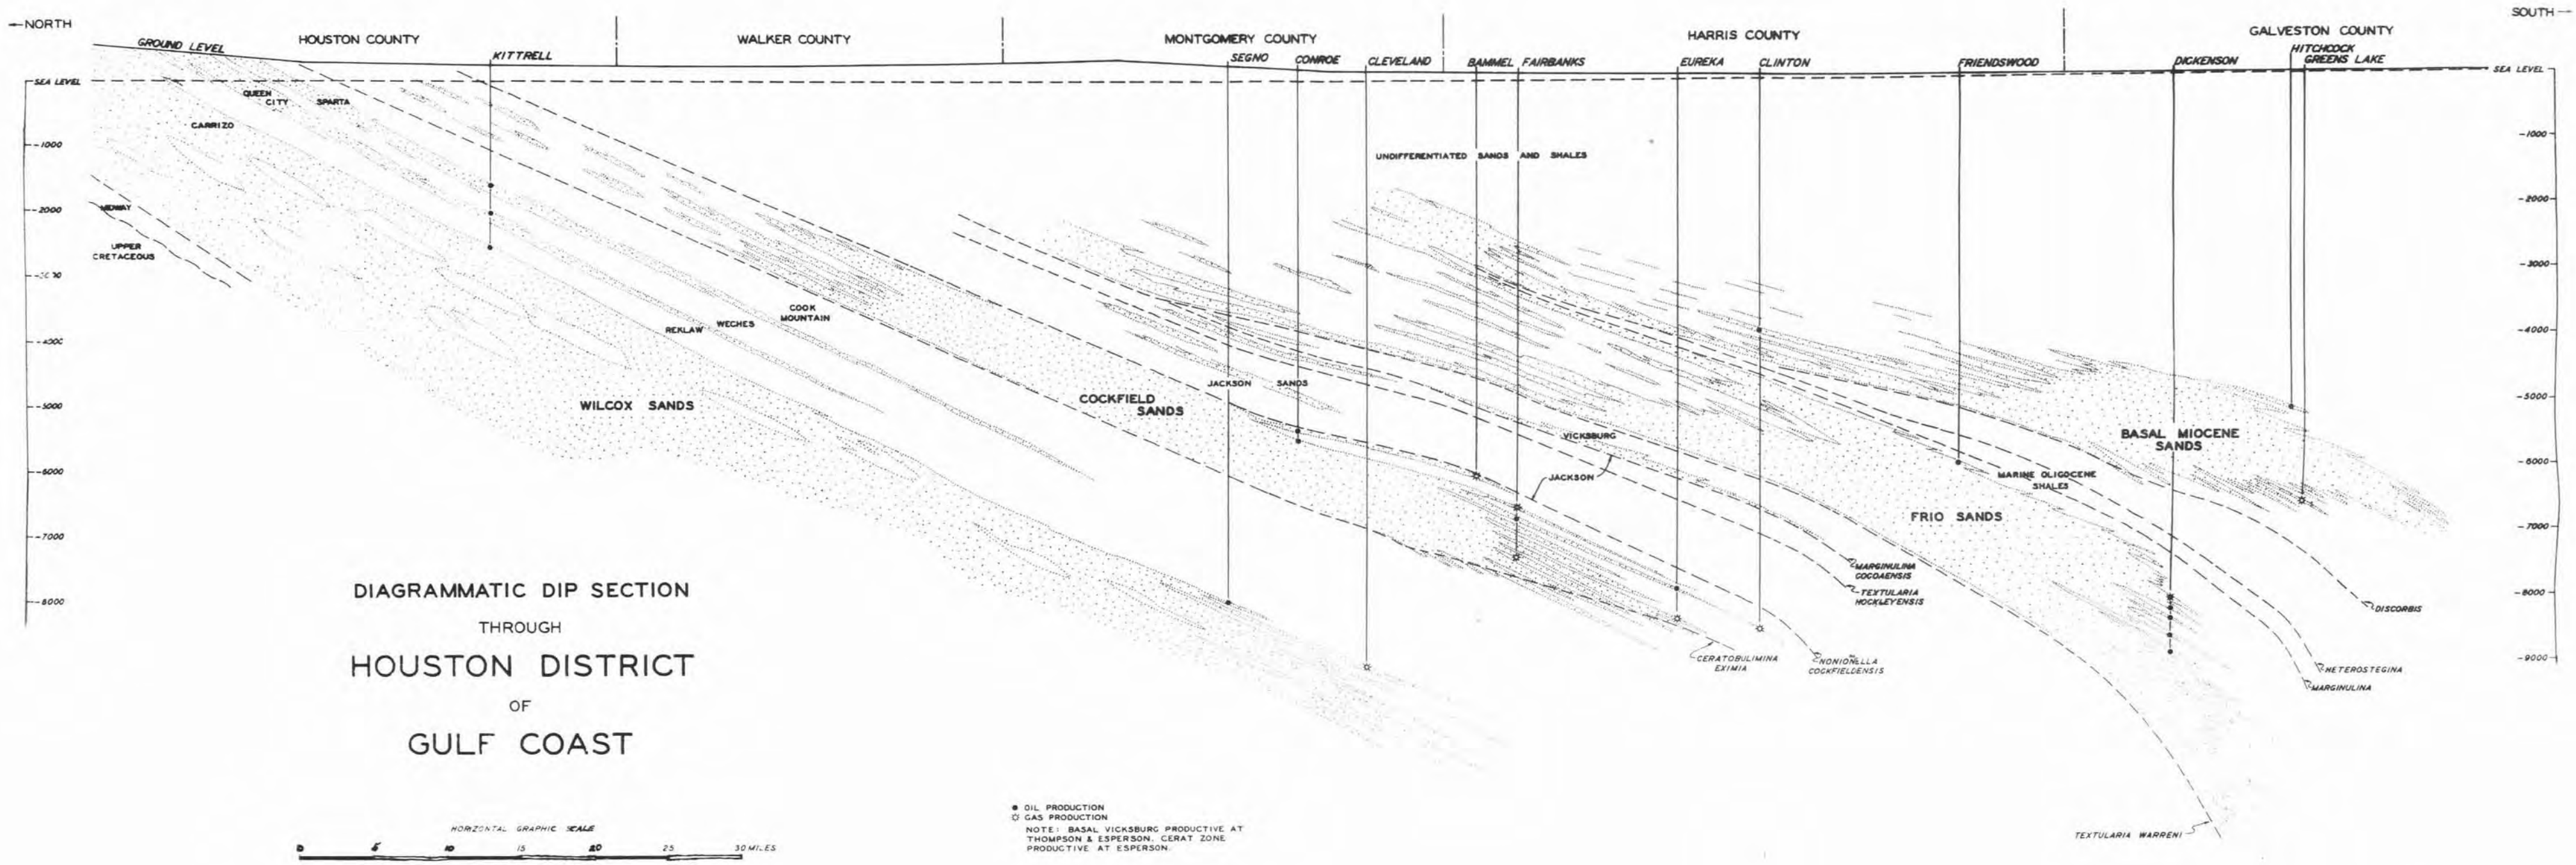 ←NORTH
SOUTH→
HOUSTON COUNTY
WALKER COUNTY
MONTGOMERY COUNTY
HARRIS COUNTY
GALVESTON COUNTY
GROUND LEVEL
KITTRELL
SEGNO
CONROE
CLEVELAND
BAMMEL
FAIRBANKS
EUREKA
CLINTON
FRIENDSWOOD
DICKENSON
HITCHCOCK
GREENS LAKE
SEA LEVEL
SEA LEVEL
-1000
-2000
-4000
-5000
-6000
-7000
-8000
-1000
-2000
-3000
-4000
-5000
-6000
-7000
-8000
-9000
QUEEN
CITY
SPARTA
CARRIZO
MIDWAY
UPPER
CRETACEOUS
UNDIFFERENTIATED SANDS AND SHALES
COOK
MOUNTAIN
REKLAW
WECHES
WILCOX SANDS
COCKFIELD
SANDS
JACKSON SANDS
VICKSBURG
JACKSON
BASAL MIOCENE
SANDS
MARINE OLIGOCENE
SHALES
FRIO SANDS
MARGINULINA
COCOAENSIS
TEXTULARIA
HOCKLEYENSIS
CERATOBULIMINA
EXIMIA
NONIONELLA
COCKFIELDENSIS
DISCORBIS
HETEROSTEGINA
MARGINULINA
TEXTULARIA WARRENI
DIAGRAMMATIC DIP SECTION
THROUGH
HOUSTON DISTRICT
OF
GULF COAST
HORIZONTAL GRAPHIC SCALE
0 5 10 15 20 25 30 MILES
OIL PRODUCTION
GAS PRODUCTION
NOTE: BASAL VICKSBURG PRODUCTIVE AT
THOMPSON & ESPERSON. CERAT ZONE
PRODUCTIVE AT ESPERSON.